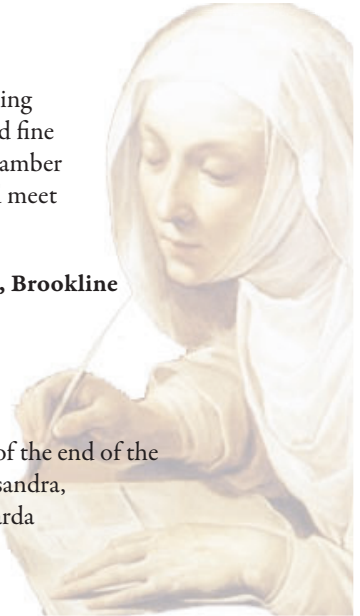 ing
d fine
amber
meet
, Brookline
of the end of the
sandra,
arda